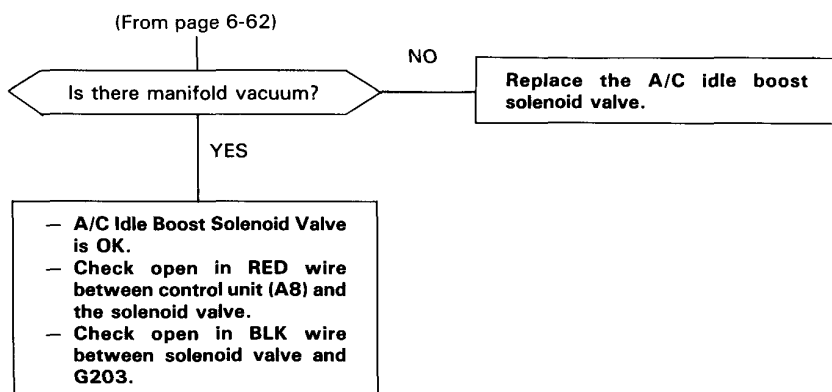 (From page 6-62)
Is there manifold vacuum?
NO
Replace the A/C idle boost
solenoid valve.
YES
— A/C Idle Boost Solenoid Valve
is OK.
— Check open in RED wire
between control unit (A8) and
the solenoid valve.
— Check open in BLK wire
between solenoid valve and
G203.